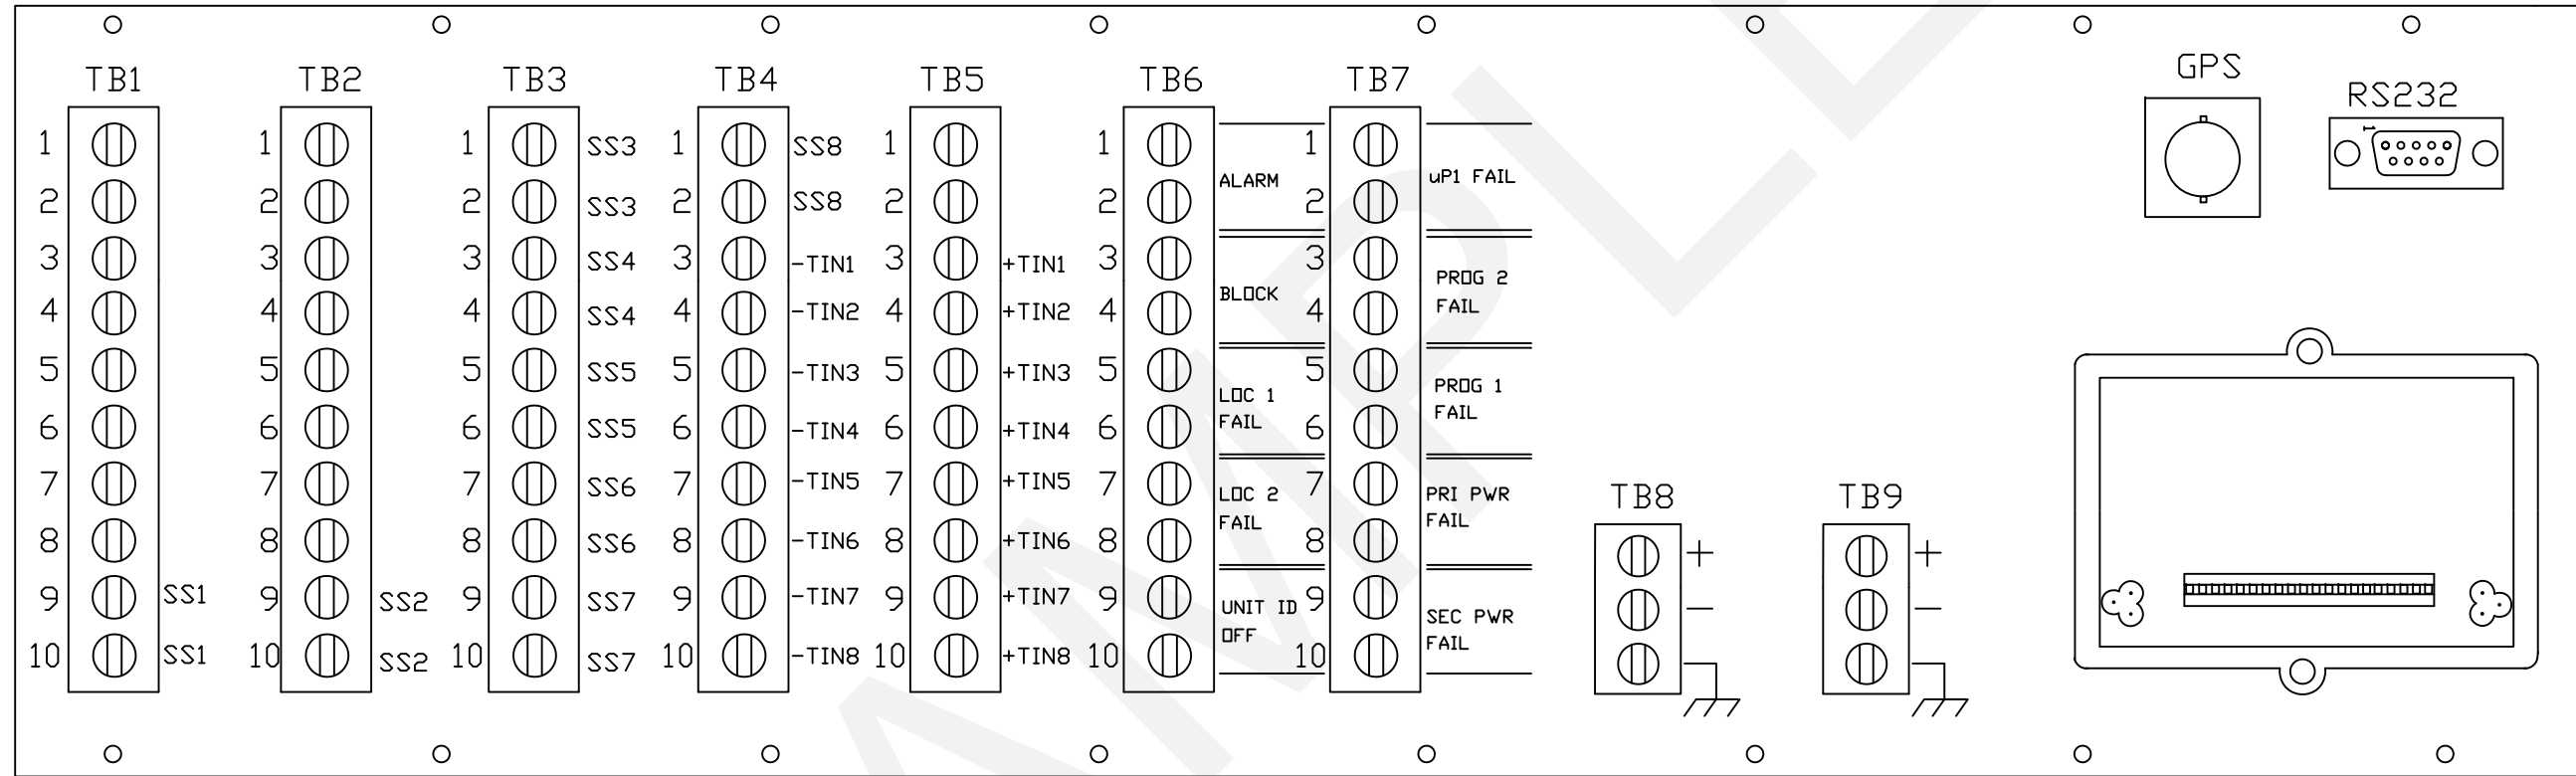 TB1 TB2 TB3 TB4 TB5 TB6 TB7 GPS RS232
1 1 1 SS3 1 SS8 1 1 1
2 2 2 SS3 2 SS8 2 2 ALARM 2 uP1 FAIL
3 3 3 SS4 3 -TIN1 3 +TIN1 3 3 PROG 2
4 4 4 SS4 4 -TIN2 4 +TIN2 4 BLOCK 4 FAIL
5 5 5 SS5 5 -TIN3 5 +TIN3 5 LOC 1 5 PROG 1
6 6 6 SS5 6 -TIN4 6 +TIN4 6 FAIL 6 FAIL
7 7 7 SS6 7 -TIN5 7 +TIN5 7 LOC 2 7 PRI PWR TB8 TB9
8 8 8 SS6 8 -TIN6 8 +TIN6 8 FAIL 8 FAIL + +
9 SS1 9 SS2 9 SS7 9 -TIN7 9 +TIN7 9 UNIT ID 9 SEC PWR - -
10 SS1 10 SS2 10 SS7 10 -TIN8 10 +TIN8 10 OFF 10 FAIL
1